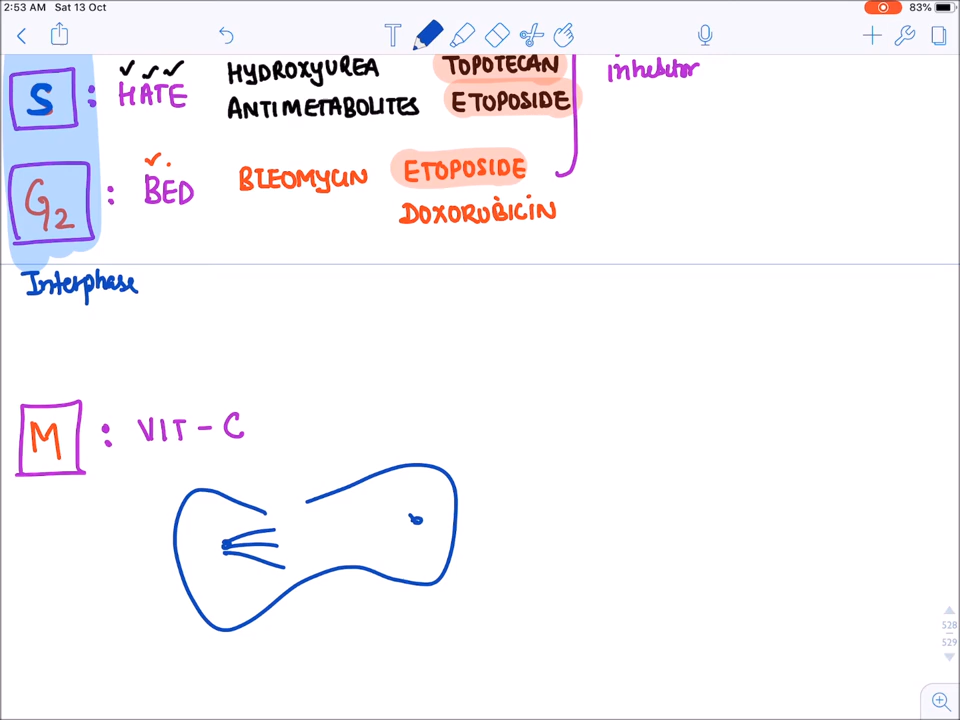 2:53 AM Sat 13 Oct 83%
T
HYDROXYUREA TOPOTECAN
S : HATE
ANTIMETABOLITES ETOPOSIDE
G2 : BED BLEOMYCIN ETOPOSIDE
DOXORUBICIN
Interphase
M : VIT - C
528
529